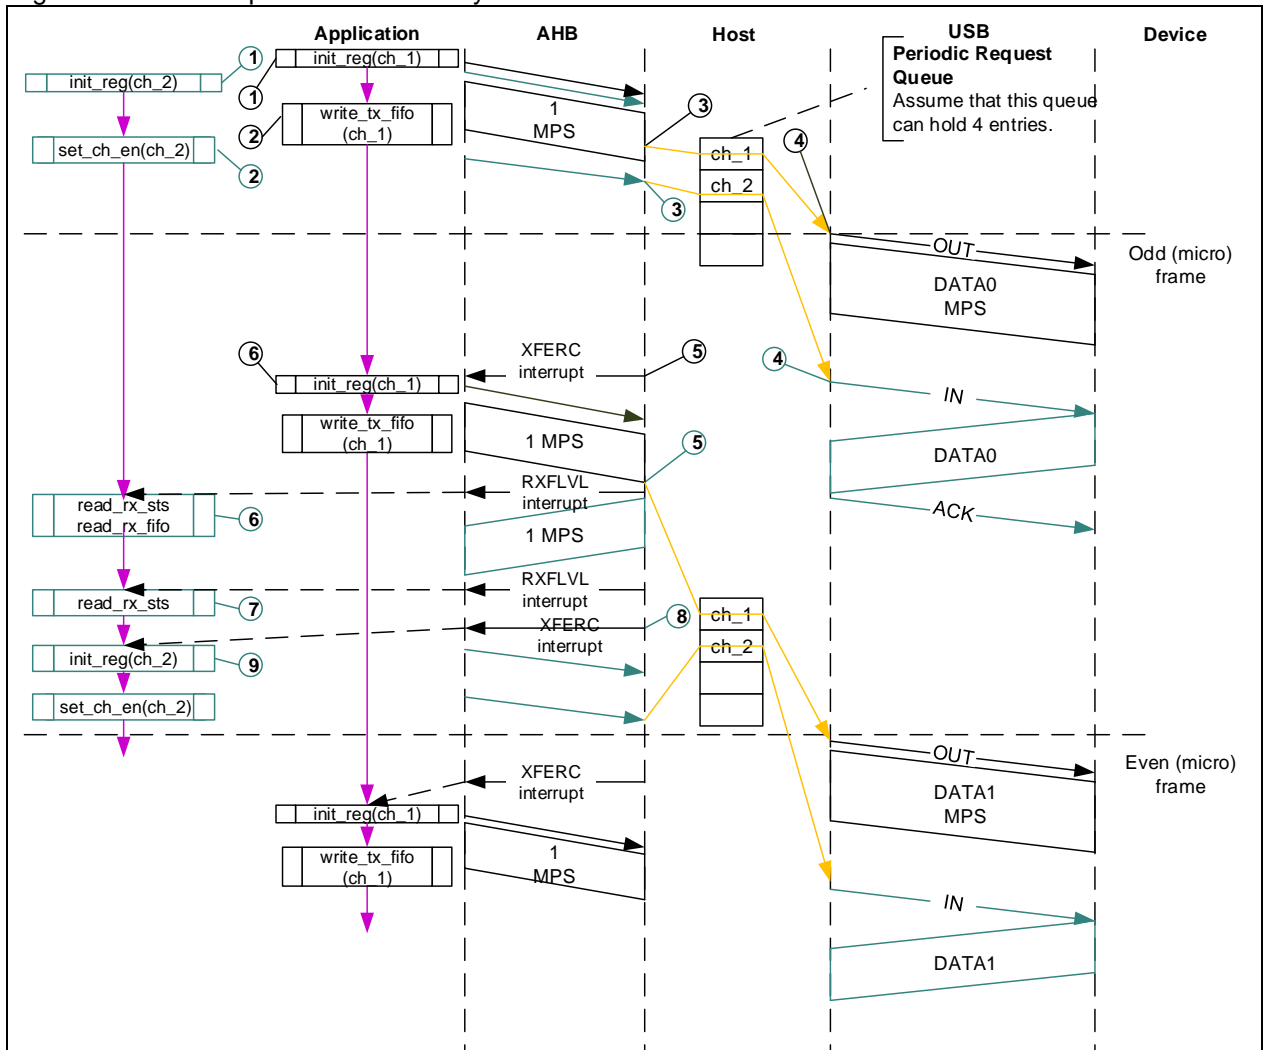 Application
AHB
Host
USB
Device
Periodic Request
Queue
Assume that this queue
can hold 4 entries.
1
init_reg(ch_2)
init_reg(ch_1)
1
2
write_tx_fifo
(ch_1)
1
MPS
3
4
set_ch_en(ch_2)
2
ch_1
ch_2
3
OUT
Odd (micro)
frame
DATA0
MPS
6
XFERC
interrupt
5
4
init_reg(ch_1)
IN
write_tx_fifo
(ch_1)
1 MPS
5
DATA0
RXFLVL
interrupt
read_rx_sts
read_rx_fifo
6
ACK
1 MPS
RXFLVL
interrupt
read_rx_sts
7
8
ch_1
XFERC
interrupt
ch_2
init_reg(ch_2)
9
set_ch_en(ch_2)
OUT
Even (micro)
frame
XFERC
interrupt
DATA1
MPS
init_reg(ch_1)
write_tx_fifo
(ch_1)
1
MPS
IN
DATA1